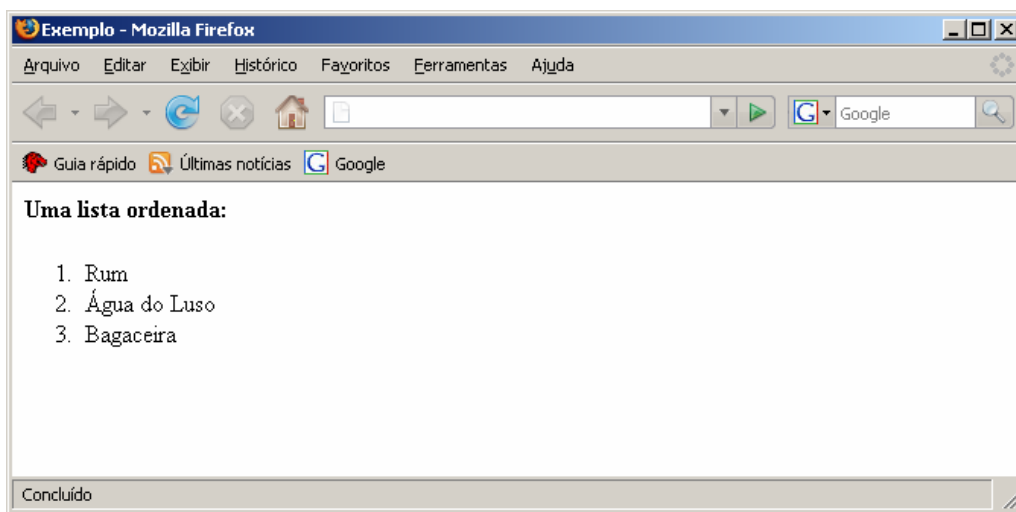 Exemplo - Mozilla Firefox
Arquivo Editar Exibir Histórico Favoritos Ferramentas Ajuda
G Google
Guia rápido Últimas notícias G Google
Uma lista ordenada:
1. Rum
2. Água do Luso
3. Bagaceira
Concluído